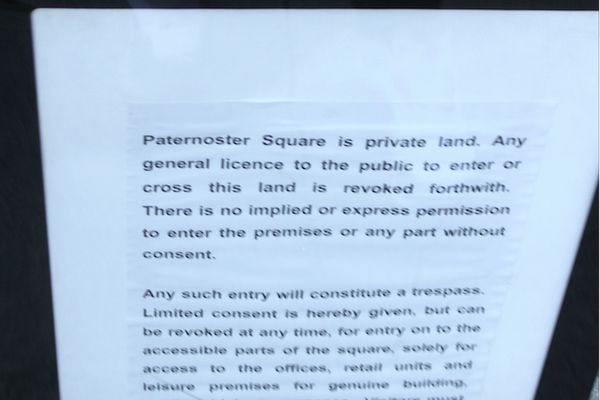 Paternoster Square is private land. Any
general licence to the public to enter or
cross this land is revoked forthwith.
There is no implied or express permission
to enter the premises or any part without
consent.
Any such entry will constitute a trespass.
Limited consent is hereby given, but can
be revoked at any time, for entry on to the
accessible parts of the square, solely for
access to the offices, retail units and
leisure premises for genuine building,
Visitors must